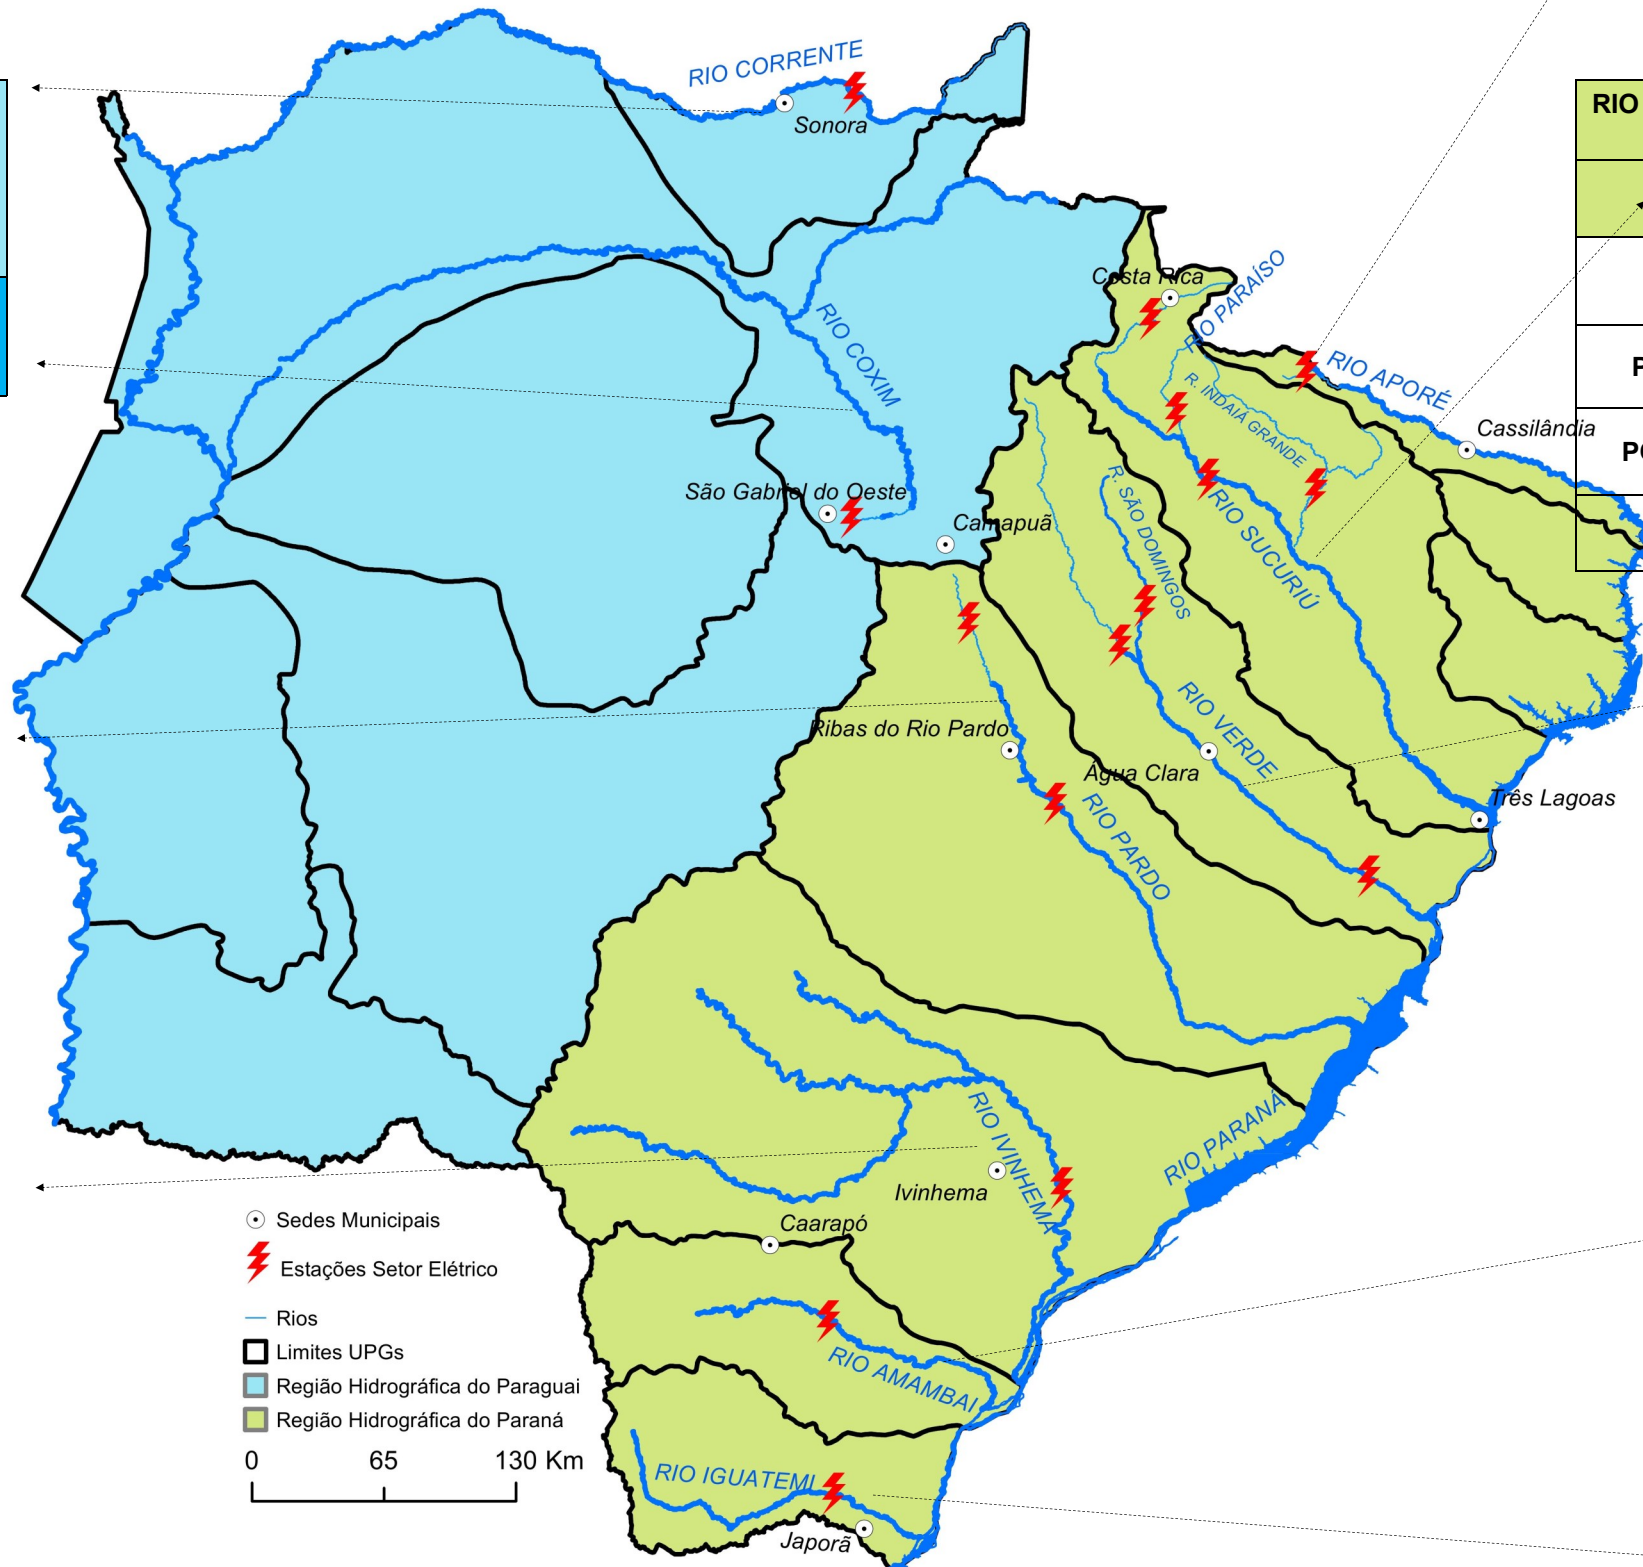 RIO CORRENTE
Sonora
RIO
Costa Rica
RIO PARAÍSO
RIO COXIM
RIO APORÉ
R. INDAIÁ GRANDE
Cassilândia
São Gabriel do Oeste
Camapuã
R. SÃO DOMINGOS
RIO SUCURIÚ
Ribas do Rio Pardo
RIO VERDE
Água Clara
Três Lagoas
RIO PARDO
RIO IVINHEMA
RIO PARANÁ
Ivinhema
Caarapó
Sedes Municipais
Estações Setor Elétrico
Rios
Limites UPGs
Região Hidrográfica do Paraguai
Região Hidrográfica do Paraná
0 65 130 Km
RIO AMAMBAI
RIO IGUATEMI
Japorã